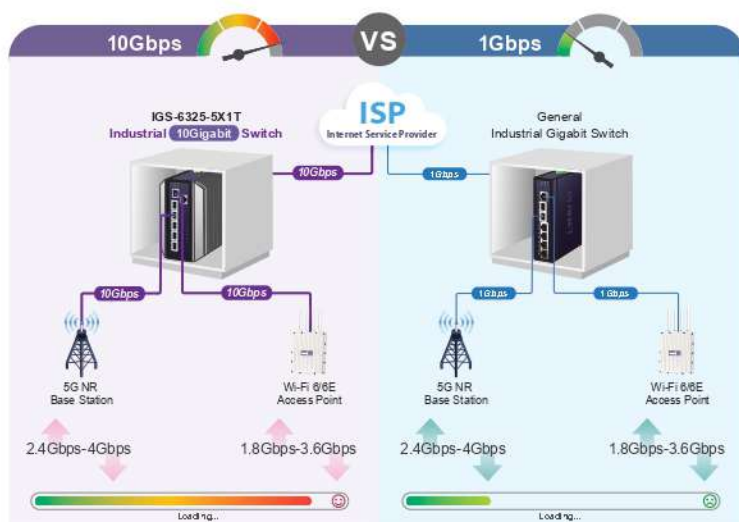 10Gbps
VS
1Gbps
IGS-6325-5X1T
Industrial 10Gigabit Switch
ISP
Internet Service Provider
General
Industrial Gigabit Switch
10Gbps
1Gbps
10Gbps
10Gbps
1Gbps
1Gbps
5G NR
Base Station
Wi-Fi 6/6E
Access Point
5G NR
Base Station
Wi-Fi 6/6E
Access Point
2.4Gbps-4Gbps
1.8Gbps-3.6Gbps
2.4Gbps-4Gbps
1.8Gbps-3.6Gbps
Loading...
Loading...